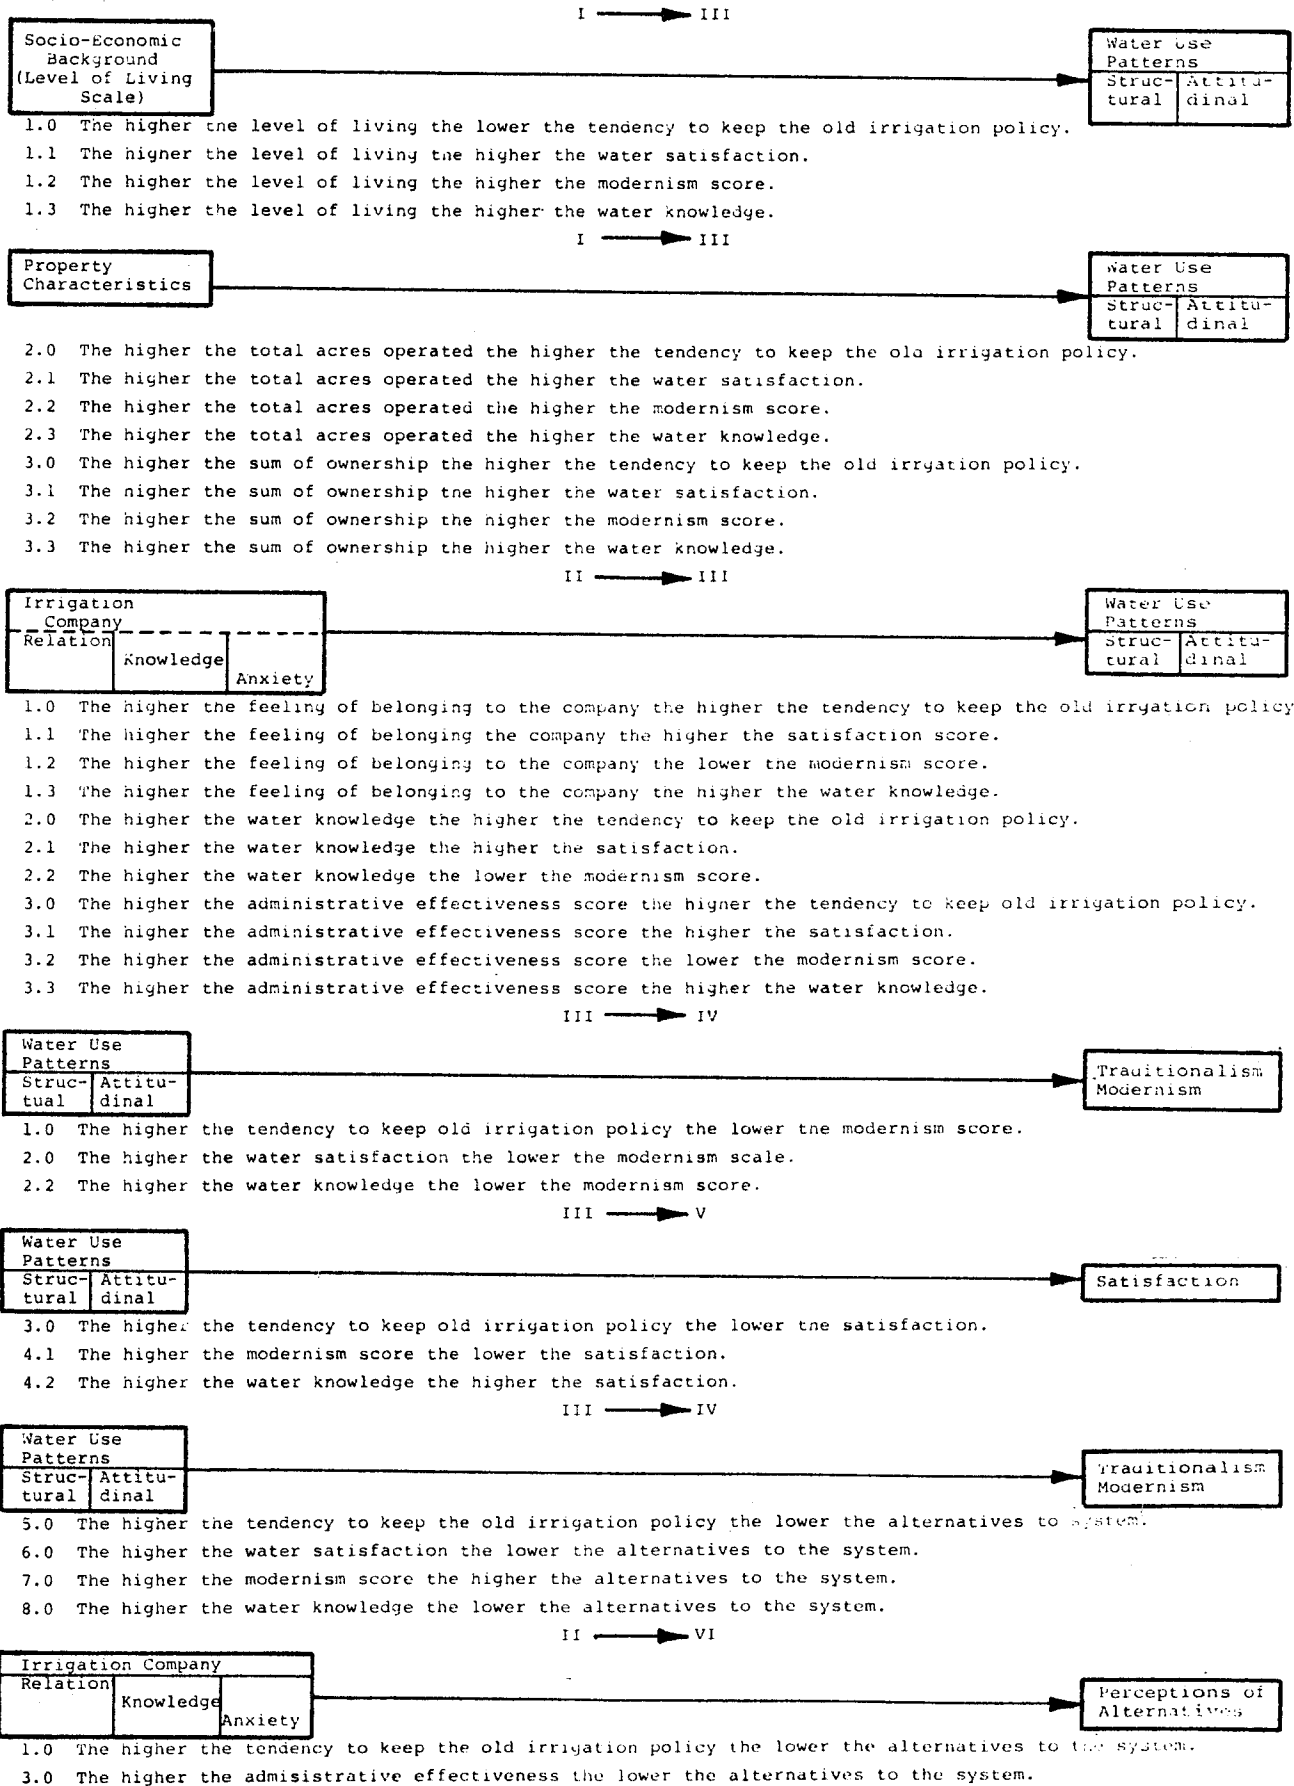 I III
Socio-Economic
Background
(Level of Living
Scale)
Water Use
Patterns
Struc- Attitu-
tural dinal
1.0 The higher the level of living the lower the tendency to keep the old irrigation policy.
1.1 The higher the level of living the higher the water satisfaction.
1.2 The higher the level of living the higher the modernism score.
1.3 The higher the level of living the higher the water knowledge.
I III
Property
Characteristics
Water Use
Patterns
Struc- Attitu-
tural dinal
2.0 The higher the total acres operated the higher the tendency to keep the old irrigation policy.
2.1 The higher the total acres operated the higher the water satisfaction.
2.2 The higher the total acres operated the higher the modernism score.
2.3 The higher the total acres operated the higher the water knowledge.
3.0 The higher the sum of ownership the higher the tendency to keep the old irryation policy.
3.1 The higher the sum of ownership the higher the water satisfaction.
3.2 The higher the sum of ownership the higher the modernism score.
3.3 The higher the sum of ownership the higher the water knowledge.
II III
Irrigation
Company
Relation
Knowledge
Anxiety
Water Use
Patterns
Struc- Attitu-
tural dinal
1.0 The higher the feeling of belonging to the company the higher the tendency to keep the old irryation policy
1.1 The higher the feeling of belonging the company the higher the satisfaction score.
1.2 The higher the feeling of belonging to the company the lower the modernism score.
1.3 The higher the feeling of belonging to the company the higher the water knowledge.
2.0 The higher the water knowledge the higher the tendency to keep the old irrigation policy.
2.1 The higher the water knowledge the higher the satisfaction.
2.2 The higher the water knowledge the lower the modernism score.
3.0 The higher the administrative effectiveness score the higher the tendency to keep old irrigation policy.
3.1 The higher the administrative effectiveness score the higher the satisfaction.
3.2 The higher the administrative effectiveness score the lower the modernism score.
3.3 The higher the administrative effectiveness score the higher the water knowledge.
III IV
Water Use
Patterns
Struc- Attitu-
tual dinal
Traditionalism
Modernism
1.0 The higher the tendency to keep old irrigation policy the lower the modernism score.
2.0 The higher the water satisfaction the lower the modernism scale.
2.2 The higher the water knowledge the lower the modernism score.
III V
Water Use
Patterns
Struc- Attitu-
tural dinal
Satisfaction
3.0 The higher the tendency to keep old irrigation policy the lower the satisfaction.
4.1 The higher the modernism score the lower the satisfaction.
4.2 The higher the water knowledge the higher the satisfaction.
III IV
Water Use
Patterns
Struc- Attitu-
tural dinal
Traditionalism
Modernism
5.0 The higher the tendency to keep the old irrigation policy the lower the alternatives to system.
6.0 The higher the water satisfaction the lower the alternatives to the system.
7.0 The higher the modernism score the higher the alternatives to the system.
8.0 The higher the water knowledge the lower the alternatives to the system.
II VI
Irrigation Company
Relation
Knowledge
Anxiety
Perceptions of
Alternatives
1.0 The higher the tendency to keep the old irrigation policy the lower the alternatives to the system.
3.0 The higher the admisistrative effectiveness the lower the alternatives to the system.